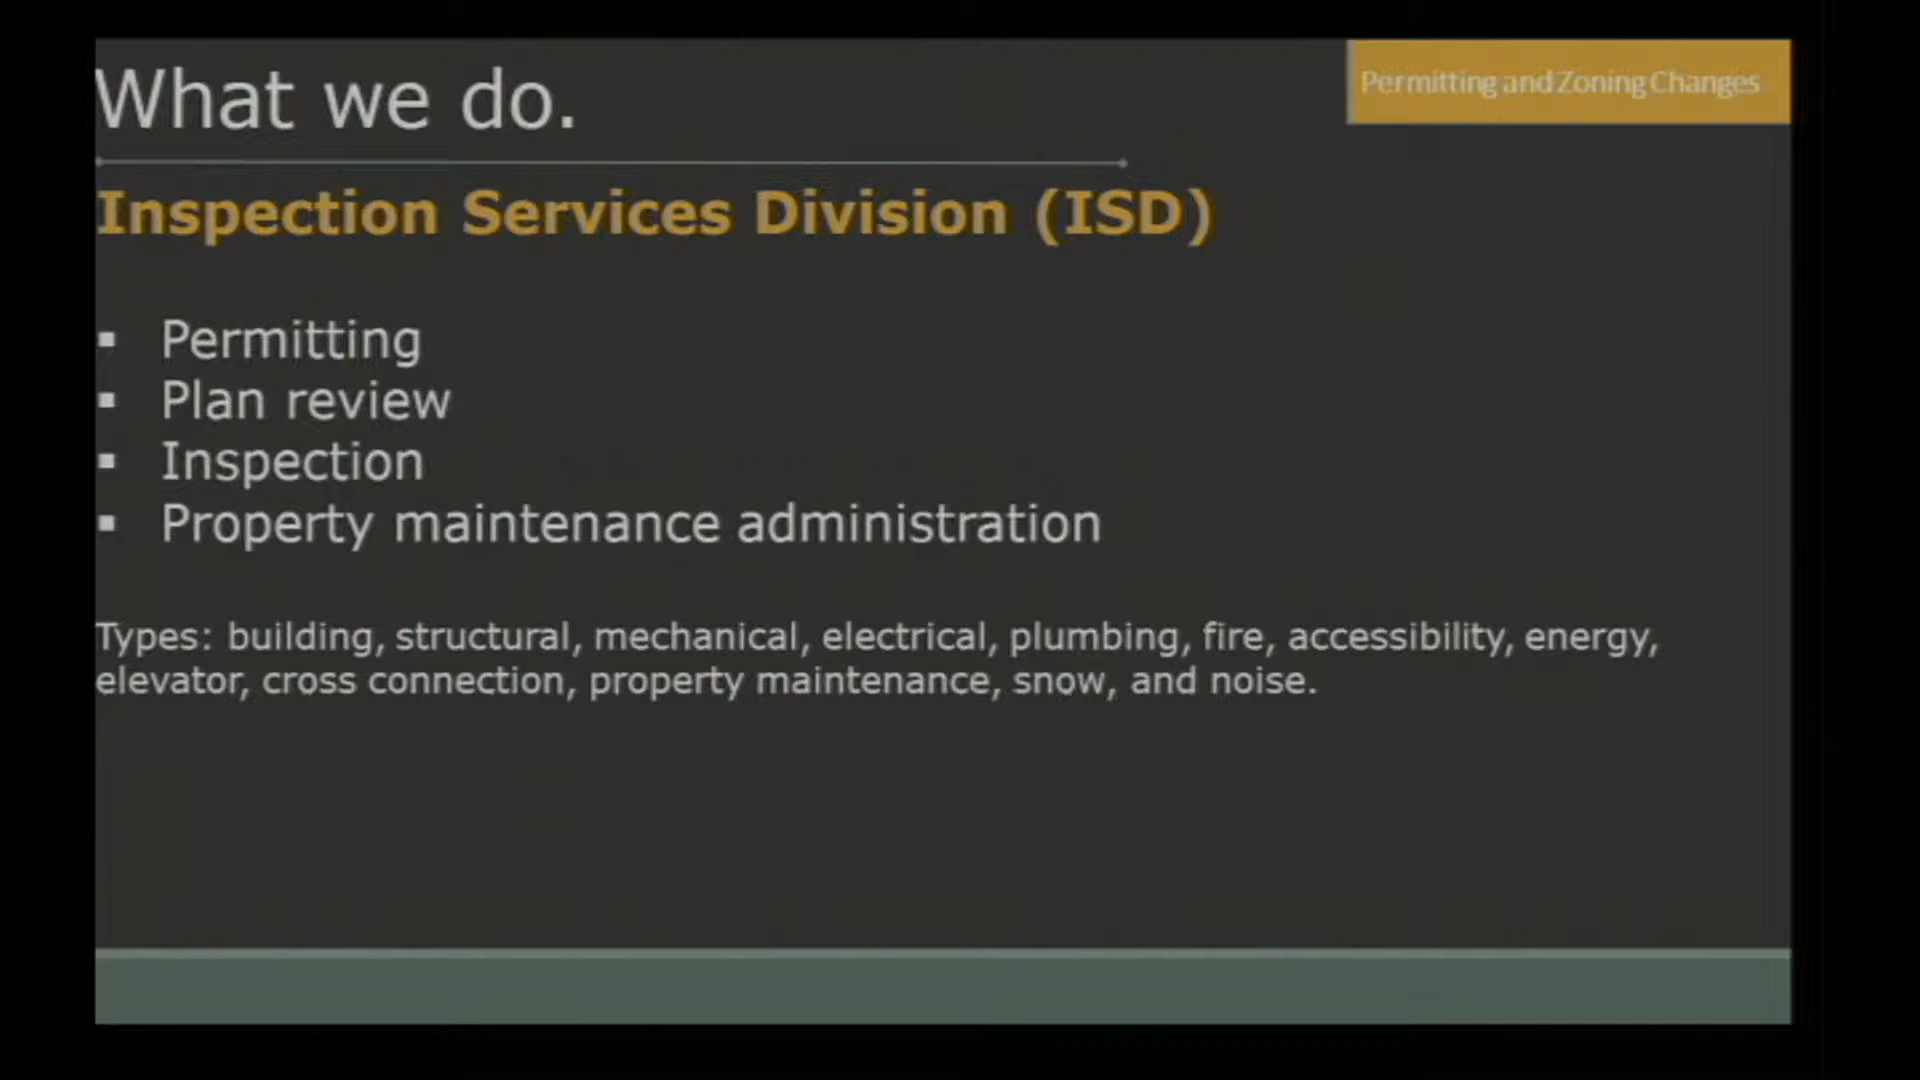 What we do.
Permitting and Zoning Changes
Inspection Services Division (ISD)
▪ Permitting
▪ Plan review
▪ Inspection
▪ Property maintenance administration
Types: building, structural, mechanical, electrical, plumbing, fire, accessibility, energy,
elevator, cross connection, property maintenance, snow, and noise.